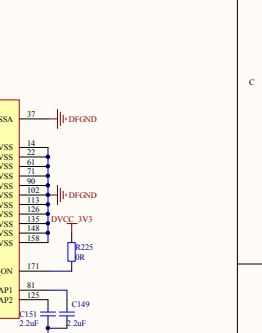 C
SSA 37 DFGND
VSS 14
VSS 22
VSS 61
VSS 71
VSS 90
VSS 102 DFGND
VSS 113
VSS 126
VSS 135 DVCC_3V3
VSS 148
VSS 158
R225
0R
ON 171
AP1 81
AP2 125
C149
C151
2.2uF 2.2uF